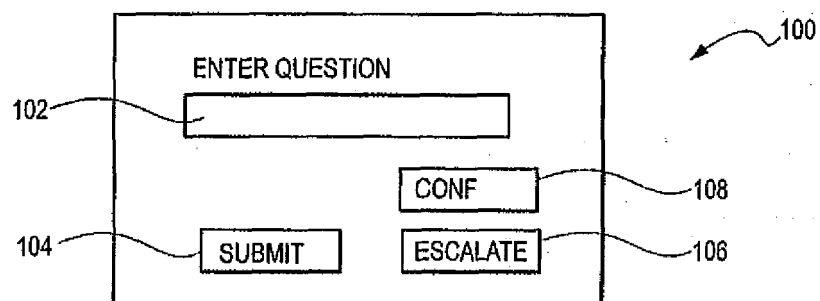 100
ENTER QUESTION
102
CONF
108
104
SUBMIT
ESCALATE
106